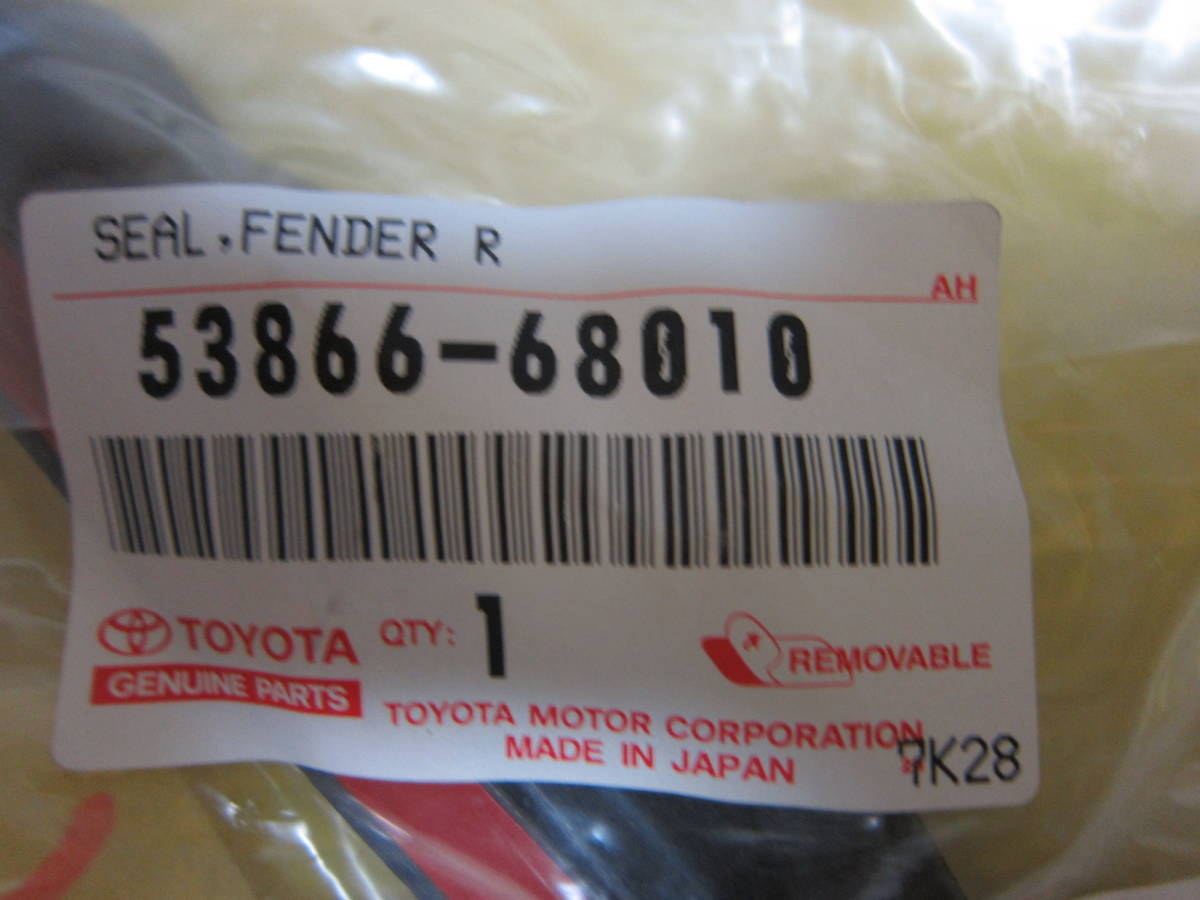 SEAL,FENDER R
AH
53866-68010
TOYOTA
GENUINE PARTS
QTY: 1
REMOVABLE
TOYOTA MOTOR CORPORATION
MADE IN JAPAN
7K28